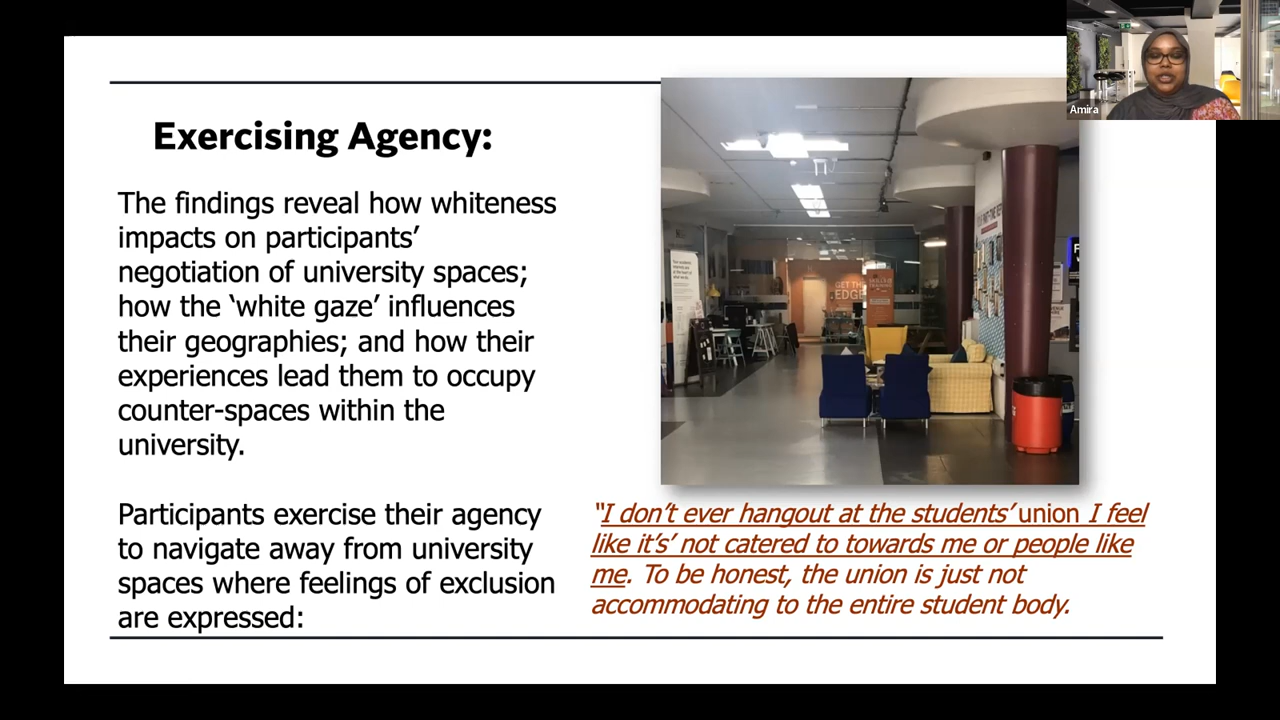 Amira
Exercising Agency:
The findings reveal how whiteness
impacts on participants’
negotiation of university spaces;
how the ‘white gaze’ influences
their geographies; and how their
experiences lead them to occupy
counter-spaces within the
university.
Participants exercise their agency
to navigate away from university
spaces where feelings of exclusion
are expressed:
GET THE
EDGE
“I don’t ever hangout at the students’ union I feel
like it’s’ not catered to towards me or people like
me. To be honest, the union is just not
accommodating to the entire student body.